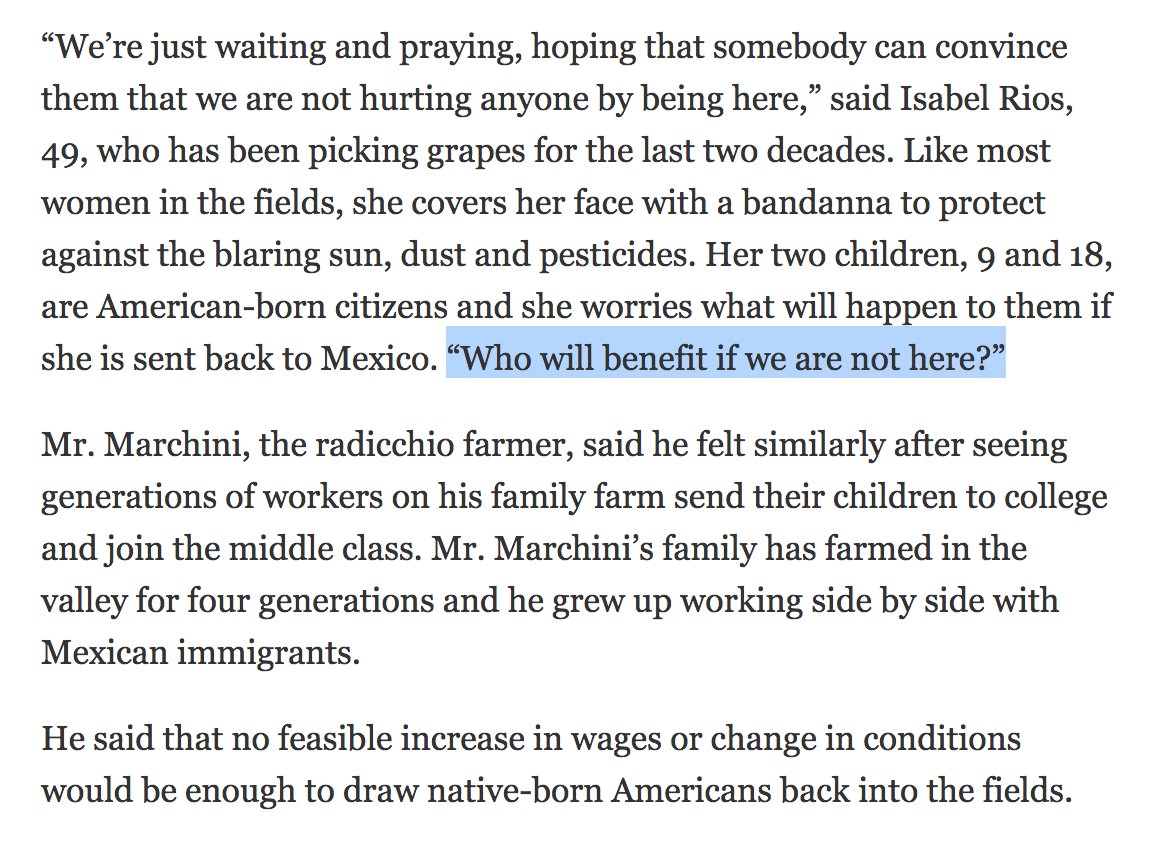 “We’re just waiting and praying, hoping that somebody can convince
them that we are not hurting anyone by being here,” said Isabel Rios,
49, who has been picking grapes for the last two decades. Like most
women in the fields, she covers her face with a bandanna to protect
against the blaring sun, dust and pesticides. Her two children, 9 and 18,
are American-born citizens and she worries what will happen to them if
she is sent back to Mexico. “Who will benefit if we are not here?”
Mr. Marchini, the radicchio farmer, said he felt similarly after seeing
generations of workers on his family farm send their children to college
and join the middle class. Mr. Marchini’s family has farmed in the
valley for four generations and he grew up working side by side with
Mexican immigrants.
He said that no feasible increase in wages or change in conditions
would be enough to draw native-born Americans back into the fields.